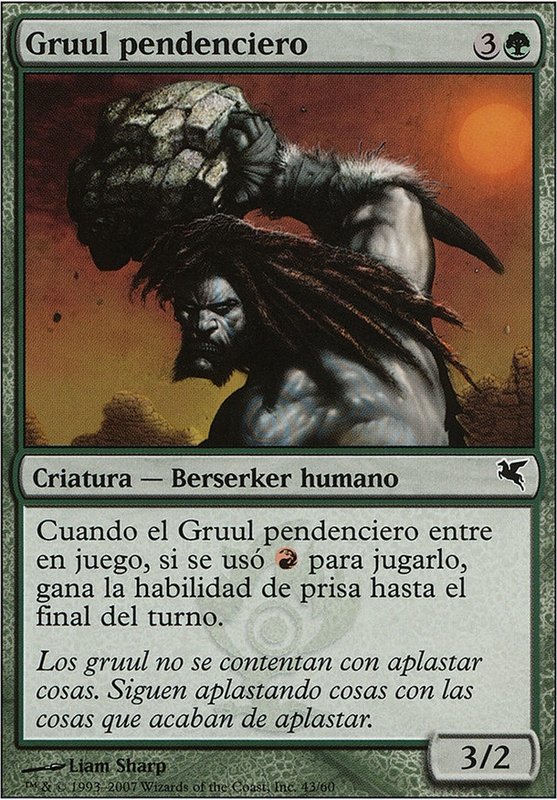 Gruul pendenciero 3
Criatura — Berserker humano
Cuando el Gruul pendenciero entre
en juego, si se usó para jugarlo,
gana la habilidad de prisa hasta el
final del turno.
Los gruul no se contentan con aplastar
cosas. Siguen aplastando cosas con las
cosas que acaban de aplastar.
3/2
Liam Sharp
™ & © 1993–2007 Wizards of the Coast, Inc. 43/60